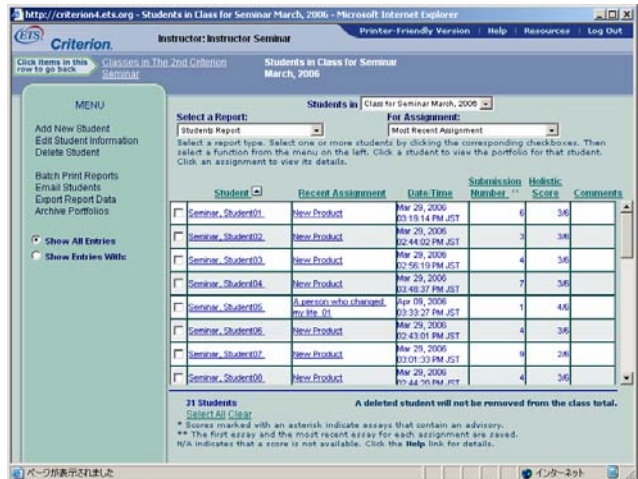 http://criterion4.ets.org - Students in Class for Seminar March, 2006 - Microsoft Internet Explorer
ETS
Criterion.
Instructor: Instructor Seminar
Printer-Friendly Version | Help | Resources | Log Out
Click items in this row to go back
Classes in The 2nd Criterion Seminar
Students in Class for Seminar March, 2006
MENU
Add New Student
Edit Student Information
Delete Student
Batch Print Reports
Email Students
Export Report Data
Archive Portfolios
Show All Entries
Show Entries With:
Students in Class for Seminar March, 2006
Select a Report: For Assignment:
Students Report Most Recent Assignment
Select a report type. Select one or more students by clicking the corresponding checkboxes. Then
select a function from the menu on the left. Click a student to view the portfolio for that student.
Click an assignment to view its details.
Student Recent Assignment Date/Time Submission Number ** Holistic Score Comments
Seminar, Student01 New Product Mar 29, 2006 03:19:14 PM JST 6 3/6
Seminar, Student02 New Product Mar 29, 2006 02:44:02 PM JST 3 3/6
Seminar, Student03 New Product Mar 29, 2006 02:56:19 PM JST 4 3/6
Seminar, Student04 New Product Mar 29, 2006 03:48:37 PM JST 7 3/6
Seminar, Student05 A person who changed my life_01 Apr 09, 2006 03:33:27 PM JST 1 4/6
Seminar, Student06 New Product Mar 29, 2006 02:43:01 PM JST 4 3/6
Seminar, Student07 New Product Mar 29, 2006 03:01:33 PM JST 9 2/6
Seminar, Student08 New Product Mar 29, 2006 02:44:20 PM JST 4 3/6
31 Students A deleted student will not be removed from the class total.
Select All Clear
* Scores marked with an asterisk indicate essays that contain an advisory.
** The first essay and the most recent essay for each assignment are saved.
N/A indicates that a score is not available. Click the Help link for details.
ページが表示されました
インターネット